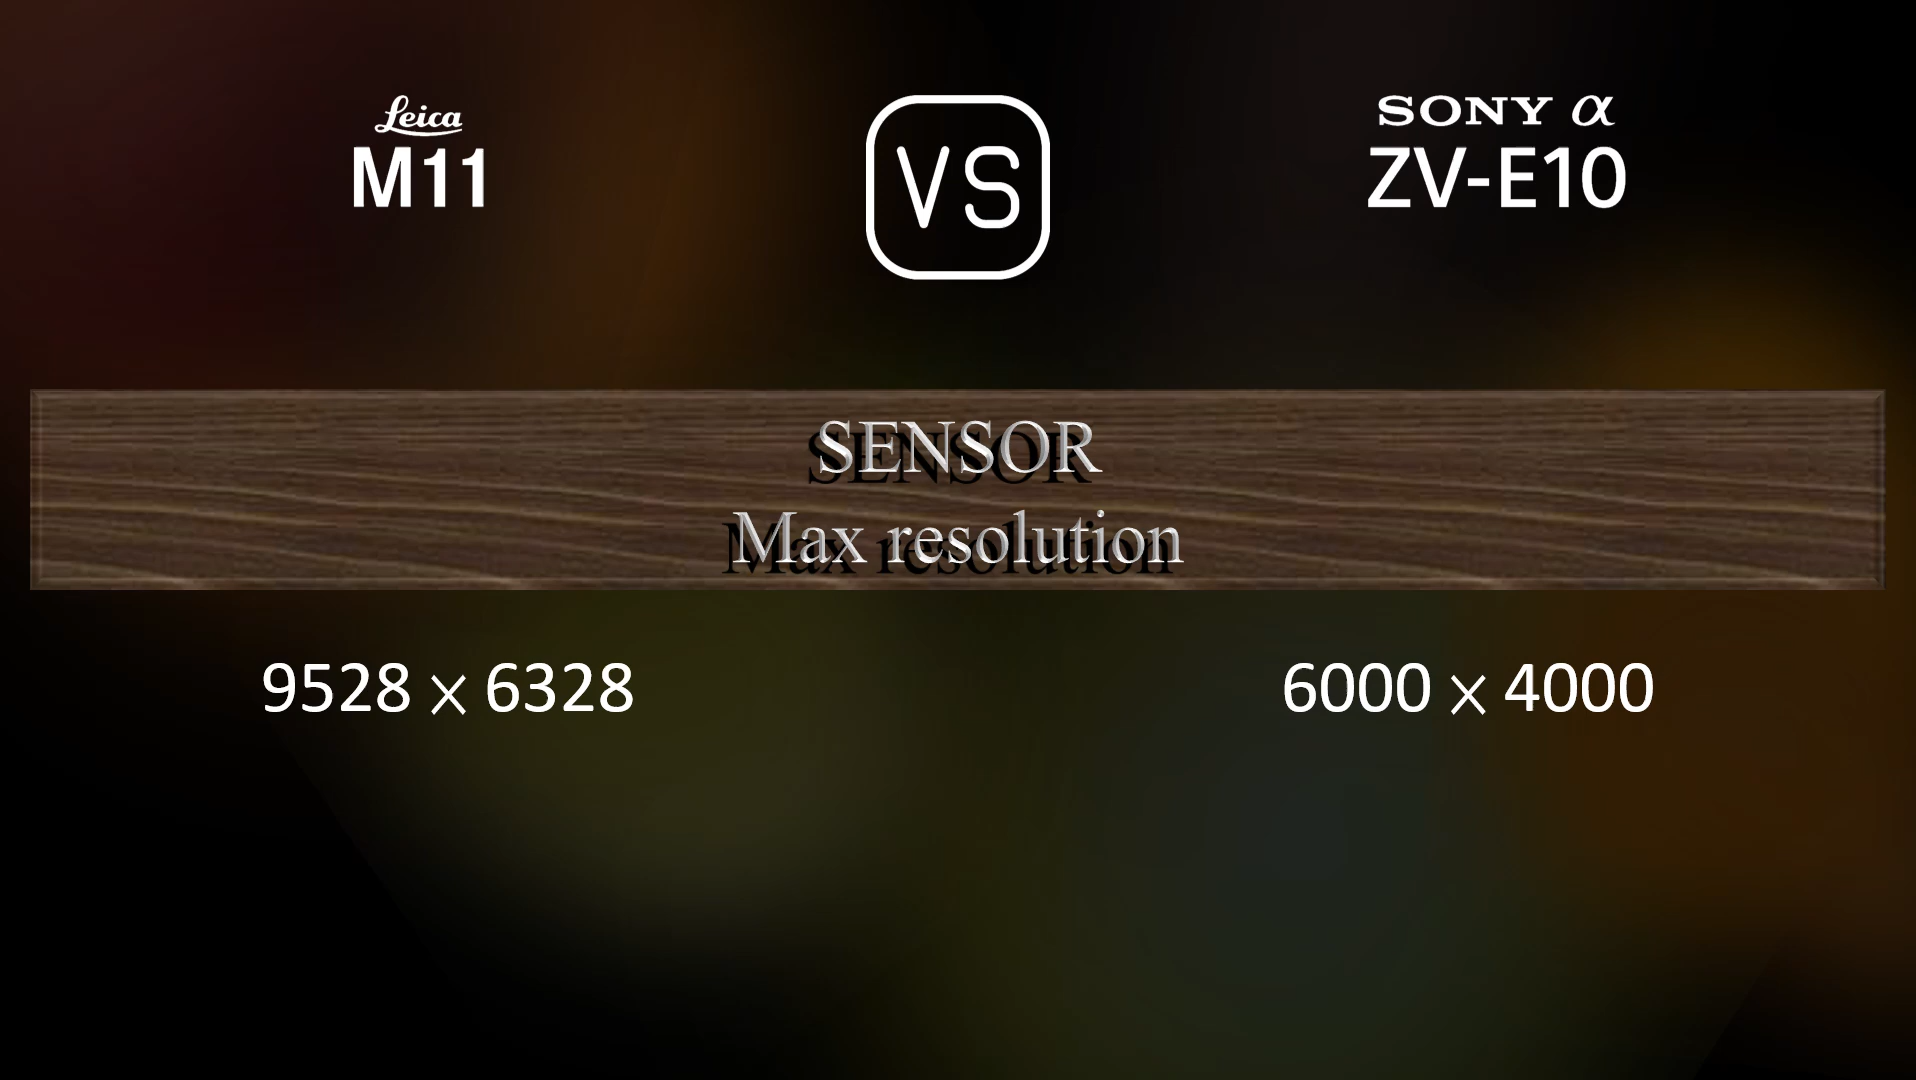 Leica
M11
VS
SONY α
ZV-E10
SENSOR
Max resolution
9528 x 6328
6000 x 4000